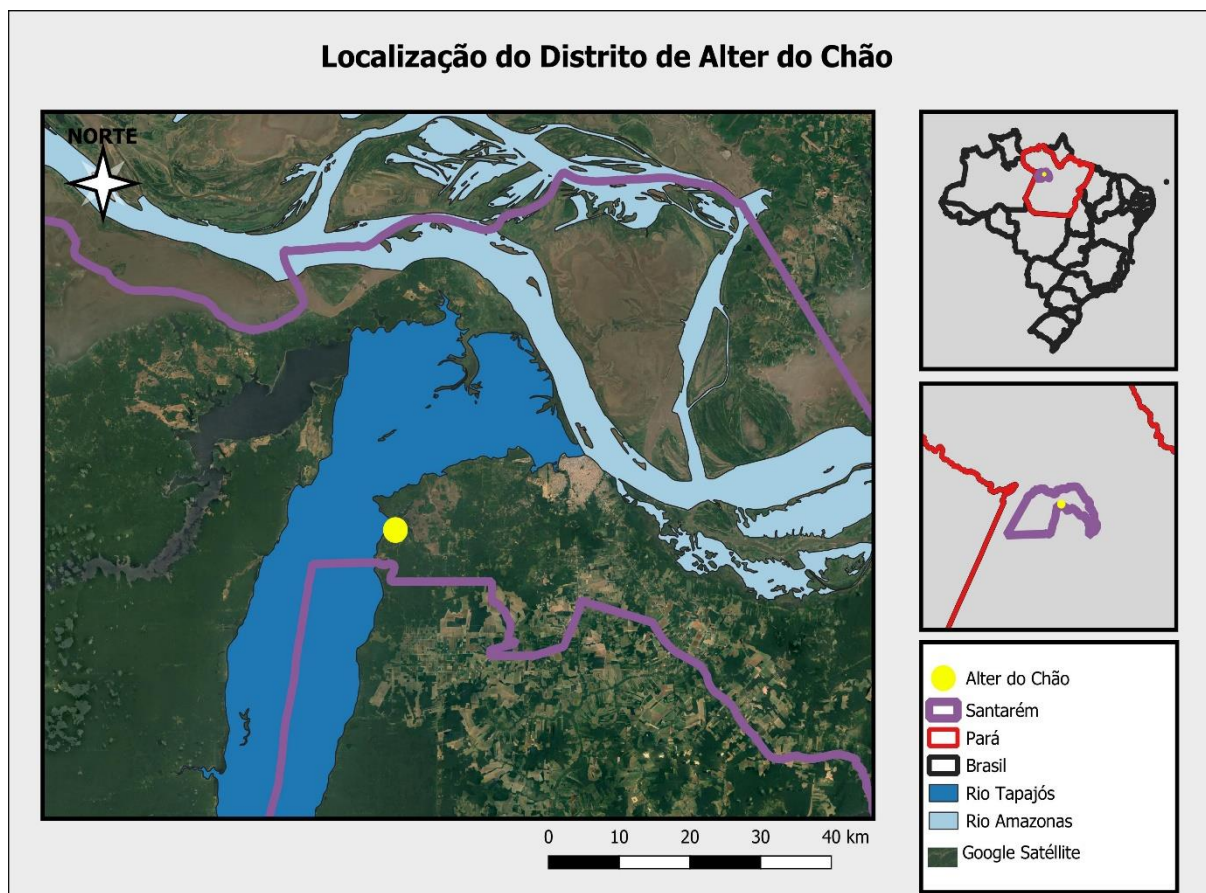 Localização do Distrito de Alter do Chão
NORTE
Alter do Chão
Santarém
Pará
Brasil
Rio Tapajós
Rio Amazonas
Google Satéllite
0 10 20 30 40 km